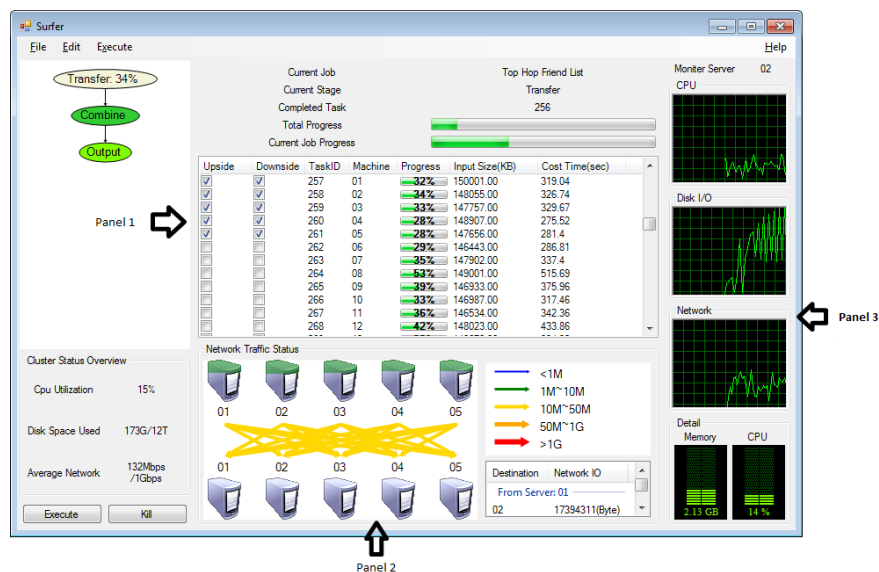 Surfer
File Edit Execute Help
Transfer: 34%
Combine
Output
Current Job Top Hop Friend List
Current Stage Transfer
Completed Task 256
Total Progress
Current Job Progress
Upside Downside TaskID Machine Progress Input Size(KB) Cost Time(sec)
257 01 32% 150001.00 319.04
258 02 34% 148055.00 326.74
259 03 33% 147757.00 329.67
260 04 28% 148907.00 275.52
261 05 28% 147656.00 281.4
262 06 29% 146443.00 286.81
263 07 35% 147902.00 337.4
264 08 53% 149001.00 515.69
265 09 39% 146933.00 375.96
266 10 33% 146987.00 317.46
267 11 36% 146534.00 342.36
268 12 42% 148023.00 433.86
Panel 1
Cluster Status Overview
Cpu Utilization 15%
Disk Space Used 173G/12T
Average Network 132Mbps
/1Gbps
Execute Kill
Network Traffic Status
01 02 03 04 05
01 02 03 04 05
<1M
1M~10M
10M~50M
50M~1G
>1G
Destination Network IO
From Server: 01
02 17394311(Byte)
Moniter Server 02
CPU
Disk I/O
Network
Detail
Memory CPU
2.13 GB 14 %
Panel 3
Panel 2